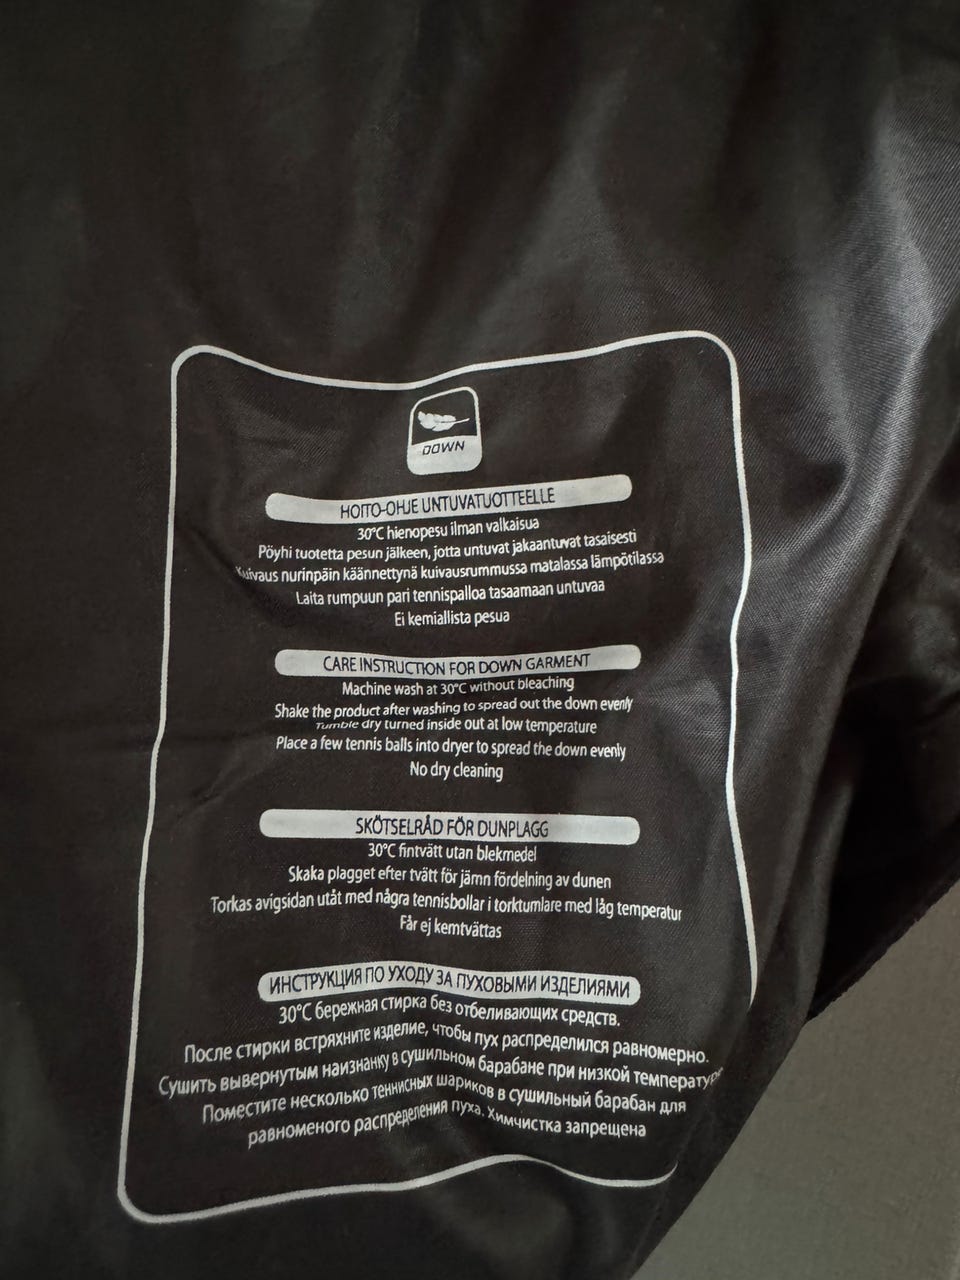 DOWN
HOITO-OHJE UNTUVATUOTTEELLE
30°C hienopesu ilman valkaisua
Pöyhi tuotetta pesun jälkeen, jotta untuvat jakaantuvat tasaisesti
Kuivaus nurinpäin käännettynä kuivausrummussa matalassa lämpötilassa
Laita rumpuun pari tennispalloa tasaamaan untuvaa
Ei kemiallista pesua
CARE INSTRUCTION FOR DOWN GARMENT
Machine wash at 30°C without bleaching
Shake the product after washing to spread out the down evenly
Tumble dry turned inside out at low temperature
Place a few tennis balls into dryer to spread the down evenly
No dry cleaning
SKÖTSELRÅD FÖR DUNPLAGG
30°C fintvätt utan blekmedel
Skaka plagget efter tvätt för jämn fördelning av dunen
Torkas avigsidan utåt med några tennisbollar i torktumlare med låg temperatur
Får ej kemtvättas
ИНСТРУКЦИЯ ПО УХОДУ ЗА ПУХОВЫМИ ИЗДЕЛИЯМИ
30°C бережная стирка без отбеливающих средств.
После стирки встряхните изделие, чтобы пух распределился равномерно.
Сушить вывернутым наизнанку в сушильном барабане при низкой температуре
Поместите несколько теннисных шариков в сушильный барабан для
равноменого распределения пуха. Химчистка запрещена